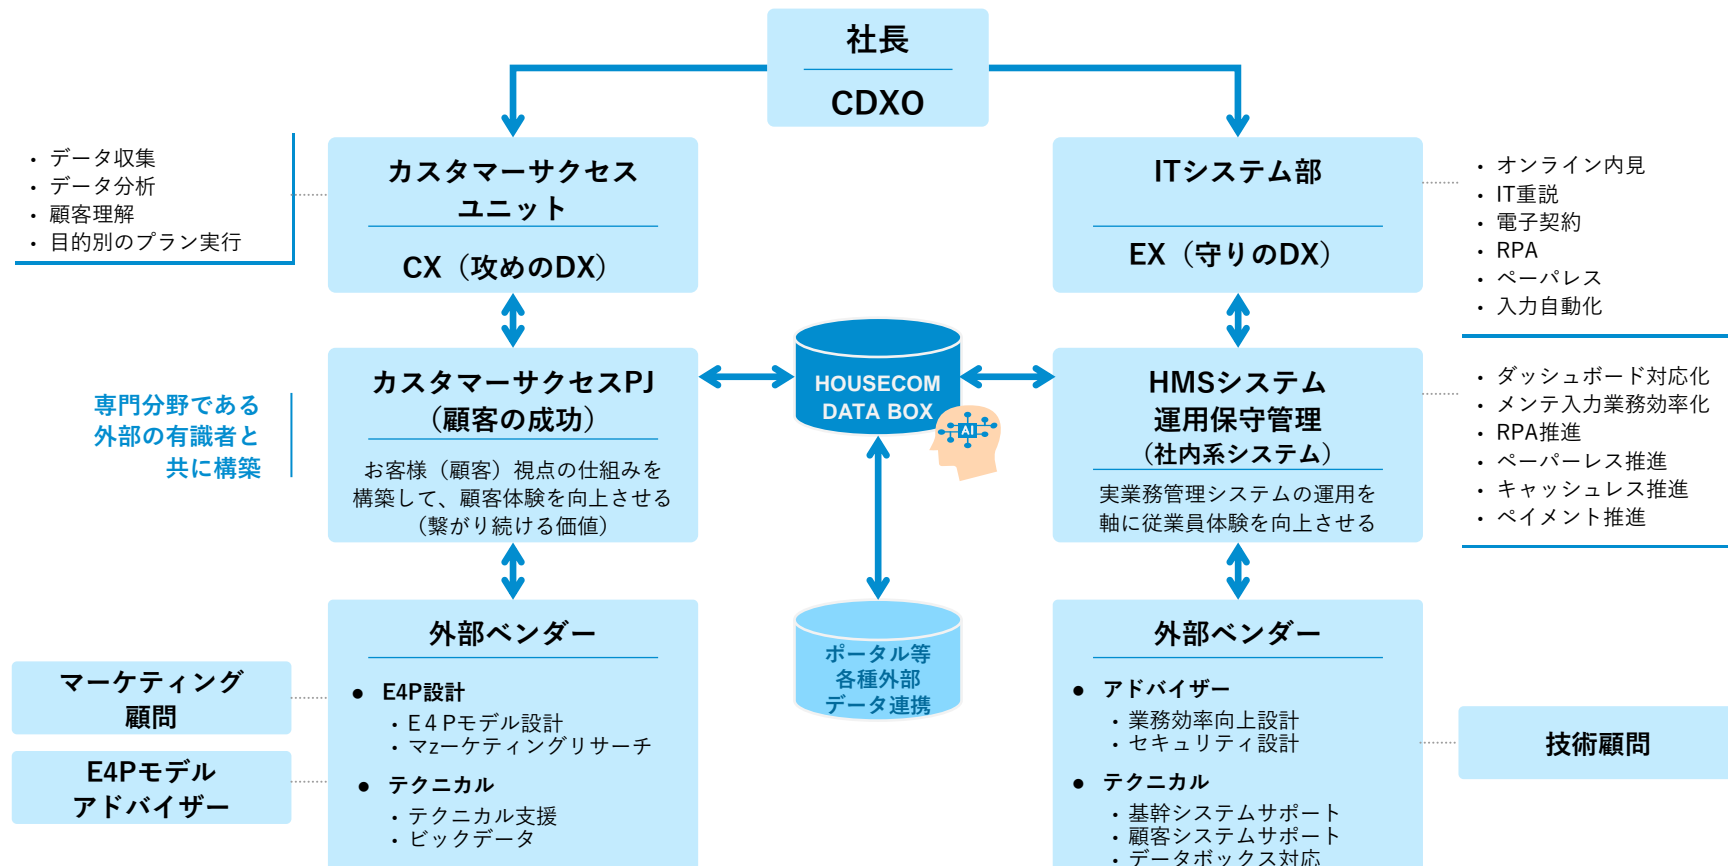 社長
CDXO
・ データ収集
・ データ分析
・ 顧客理解
・ 目的別のプラン実行
カスタマーサクセス
ユニット
CX（攻めのDX）
ITシステム部
EX（守りのDX）
・ オンライン内見
・ IT重説
・ 電子契約
・ RPA
・ ペーパレス
・ 入力自動化
専門分野である
外部の有識者と
共に構築
カスタマーサクセスPJ
（顧客の成功）
お客様（顧客）視点の仕組みを
構築して、顧客体験を向上させる
（繋がり続ける価値）
HOUSECOM
DATA BOX
AI
HMSシステム
運用保守管理
（社内系システム）
実業務管理システムの運用を
軸に従業員体験を向上させる
・ ダッシュボード対応化
・ メンテ入力業務効率化
・ RPA推進
・ ペーパーレス推進
・ キャッシュレス推進
・ ペイメント推進
マーケティング
顧問
E4Pモデル
アドバイザー
外部ベンダー
● E4P設計
・ E４Pモデル設計
・ マzーケティングリサーチ
● テクニカル
・ テクニカル支援
・ ビックデータ
ポータル等
各種外部
データ連携
外部ベンダー
● アドバイザー
・ 業務効率向上設計
・ セキュリティ設計
● テクニカル
・ 基幹システムサポート
・ 顧客システムサポート
・ データボックス対応
技術顧問